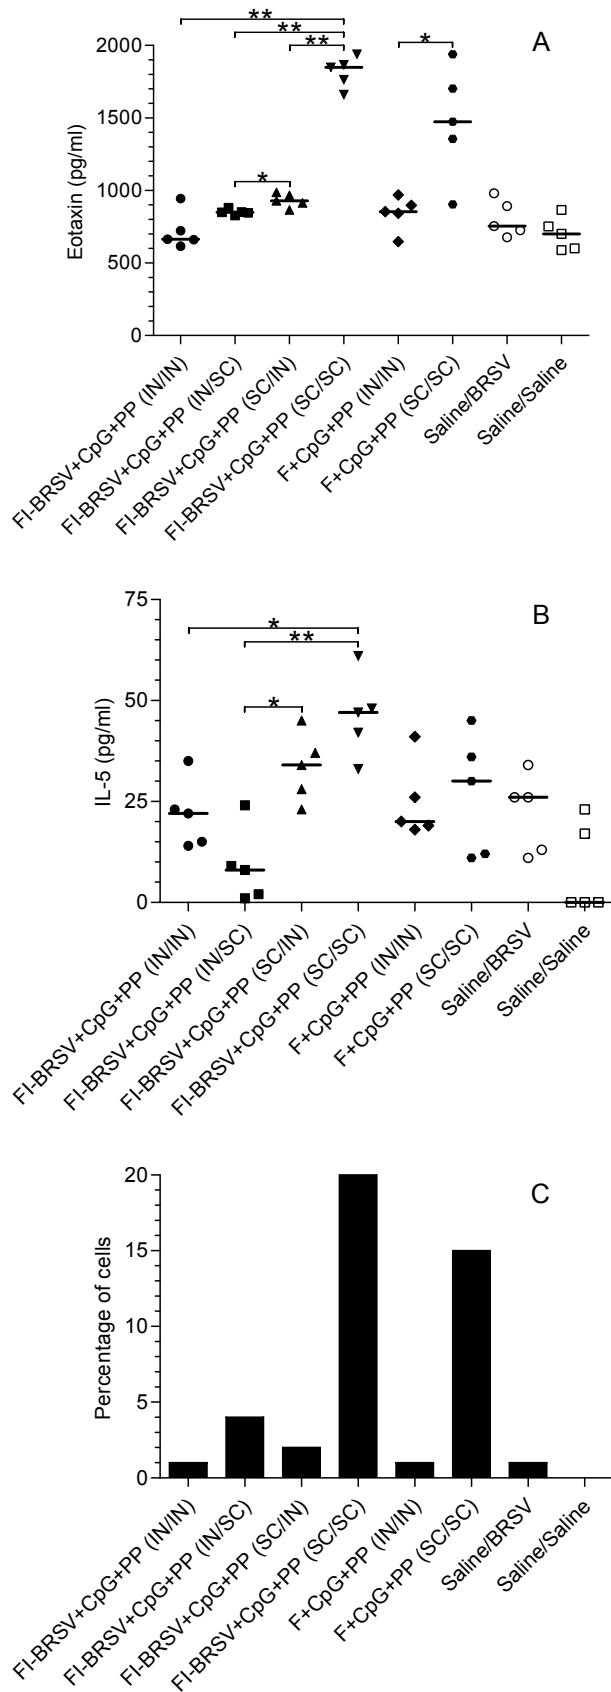 A
**
**
**
*
*
2000
1500
1000
500
0
Eotaxin (pg/ml)
FI-BRSV+CpG+PP (IN/IN)
FI-BRSV+CpG+PP (IN/SC)
FI-BRSV+CpG+PP (SC/IN)
FI-BRSV+CpG+PP (SC/SC)
F+CpG+PP (IN/IN)
F+CpG+PP (SC/SC)
Saline/BRSV
Saline/Saline
B
*
**
*
75
50
25
0
IL-5 (pg/ml)
FI-BRSV+CpG+PP (IN/IN)
FI-BRSV+CpG+PP (IN/SC)
FI-BRSV+CpG+PP (SC/IN)
FI-BRSV+CpG+PP (SC/SC)
F+CpG+PP (IN/IN)
F+CpG+PP (SC/SC)
Saline/BRSV
Saline/Saline
C
20
15
10
5
0
Percentage of cells
FI-BRSV+CpG+PP (IN/IN)
FI-BRSV+CpG+PP (IN/SC)
FI-BRSV+CpG+PP (SC/IN)
FI-BRSV+CpG+PP (SC/SC)
F+CpG+PP (IN/IN)
F+CpG+PP (SC/SC)
Saline/BRSV
Saline/Saline